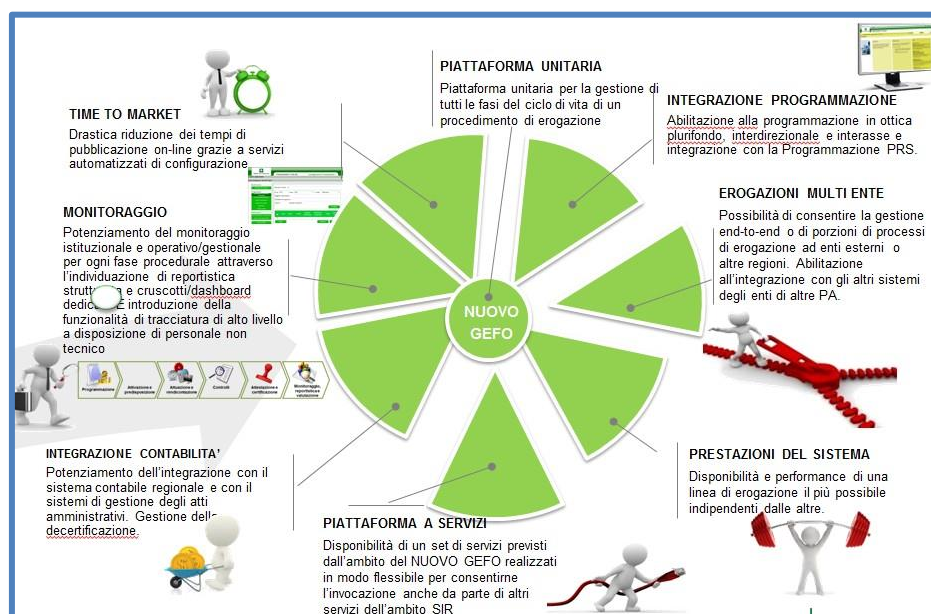 PIATTAFORMA UNITARIA
Piattaforma unitaria per la gestione di
tutti le fasi del ciclo di vita di un
procedimento di erogazione
INTEGRAZIONE PROGRAMMAZIONE
Abilitazione alla programmazione in ottica
plurifondo, interdirezionale e interasse e
integrazione con la Programmazione PRS.
TIME TO MARKET
Drastica riduzione dei tempi di
pubblicazione on-line grazie a servizi
automatizzati di configurazione
EROGAZIONI MULTI ENTE
Possibilità di consentire la gestione
end-to-end o di porzioni di processi
di erogazione ad enti esterni o
altre regioni. Abilitazione
all'integrazione con gli altri sistemi
degli enti di altre PA.
MONITORAGGIO
Potenziamento del monitoraggio
istituzionale e operativo/gestionale
per ogni fase procedurale attraverso
l'individuazione di reportistica
e cruscotti/dashboard
introduzione della
funzionalità di tracciatura di alto livello
a disposizione di personale non
tecnico
NUOVO
GEFO
Programmazione
Attivazione e
predisposizione
Attuazione e
rendicontazione
Controlli
Attestazione e
certificazione
Monitoraggio,
reportistica e
valutazione
INTEGRAZIONE CONTABILITA'
Potenziamento dell'integrazione con il
sistema contabile regionale e con il
sistemi di gestione degli atti
amministrativi. Gestione della
decertificazione.
PRESTAZIONI DEL SISTEMA
Disponibilità e performance di una
linea di erogazione il più possibile
indipendenti dalle altre.
PIATTAFORMA A SERVIZI
Disponibilità di un set di servizi previsti
dall'ambito del NUOVO GEFO realizzati
in modo flessibile per consentirne
l'invocazione anche da parte di altri
servizi dell'ambito SIR